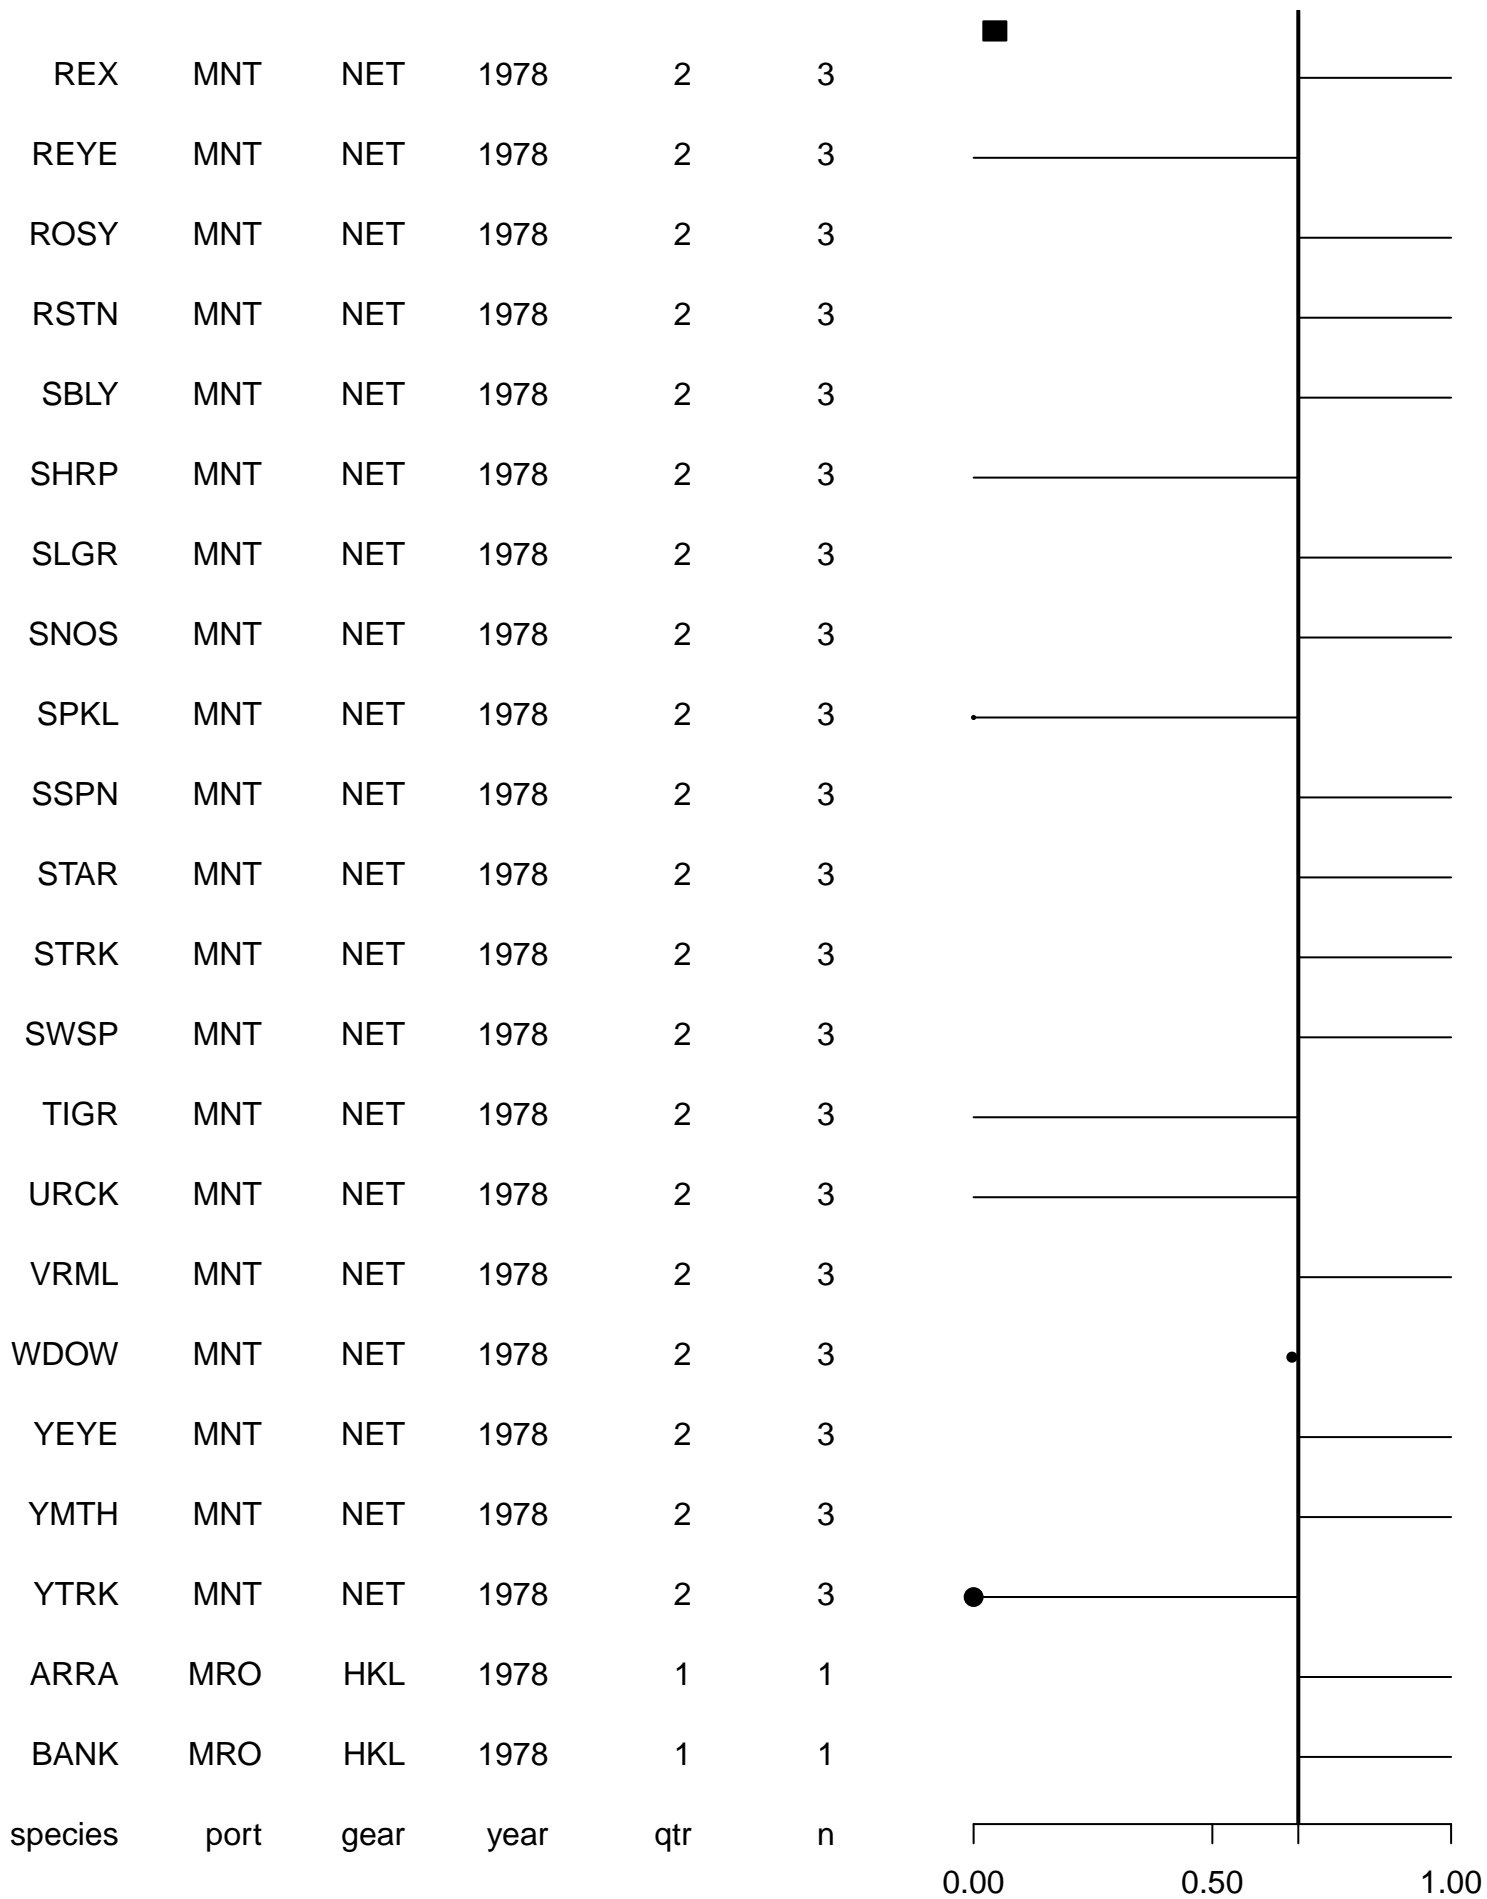 REX MNT NET 1978 2 3
REYE MNT NET 1978 2 3
ROSY MNT NET 1978 2 3
RSTN MNT NET 1978 2 3
SBLY MNT NET 1978 2 3
SHRP MNT NET 1978 2 3
SLGR MNT NET 1978 2 3
SNOS MNT NET 1978 2 3
SPKL MNT NET 1978 2 3
SSPN MNT NET 1978 2 3
STAR MNT NET 1978 2 3
STRK MNT NET 1978 2 3
SWSP MNT NET 1978 2 3
TIGR MNT NET 1978 2 3
URCK MNT NET 1978 2 3
VRML MNT NET 1978 2 3
WDOW MNT NET 1978 2 3
YEYE MNT NET 1978 2 3
YMTH MNT NET 1978 2 3
YTRK MNT NET 1978 2 3
ARRA MRO HKL 1978 1 1
BANK MRO HKL 1978 1 1
species port gear year qtr n
0.00 0.50 1.00